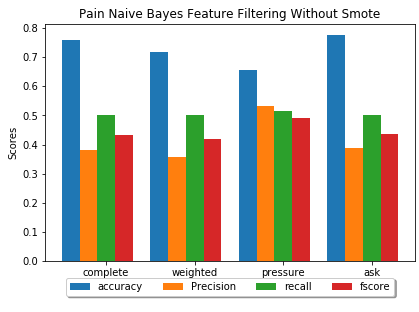 Pain Naive Bayes Feature Filtering Without Smote
0.8
0.7
0.6
0.5
0.4
0.3
0.2
0.1
0.0
Scores
complete weighted pressure ask
accuracy Precision recall fscore